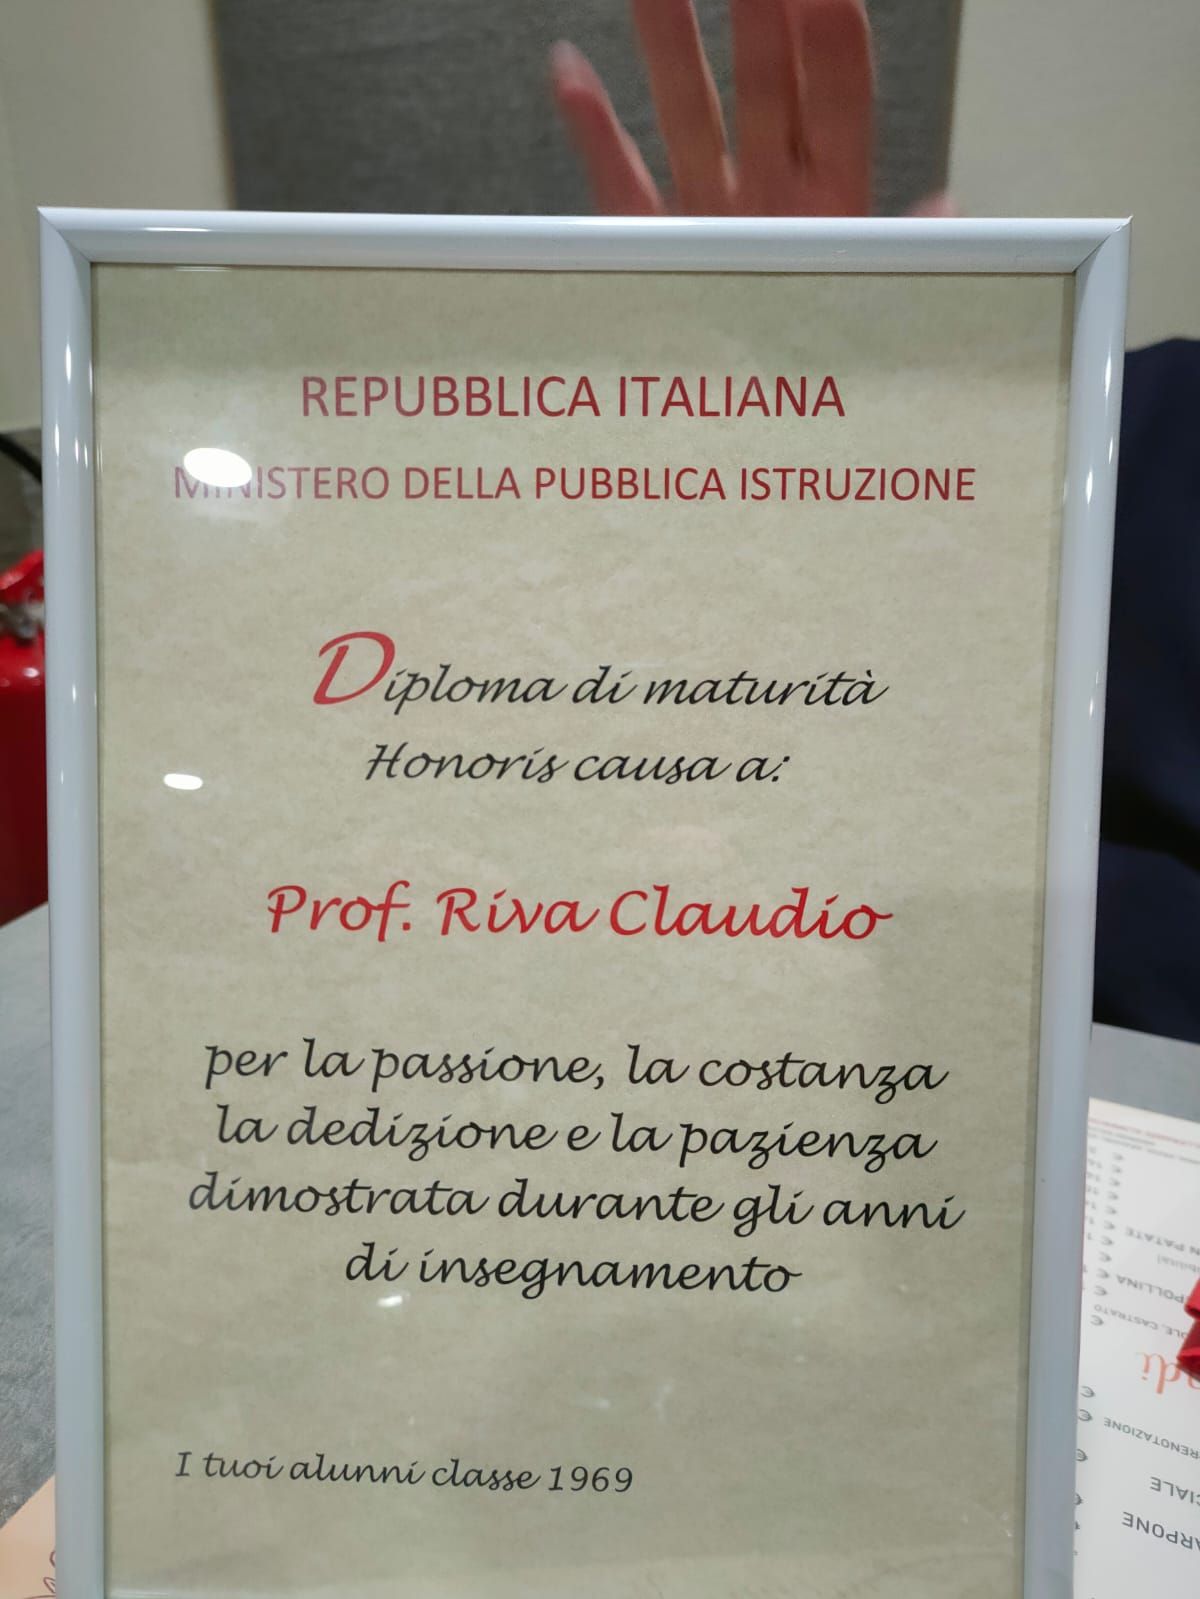 REPUBBLICA ITALIANA
MINISTERO DELLA PUBBLICA ISTRUZIONE
Diploma di maturità
Honoris causa a:
Prof. Riva Claudio
per la passione, la costanza
la dedizione e la pazienza
dimostrata durante gli anni
di insegnamento
I tuoi alunni classe 1969